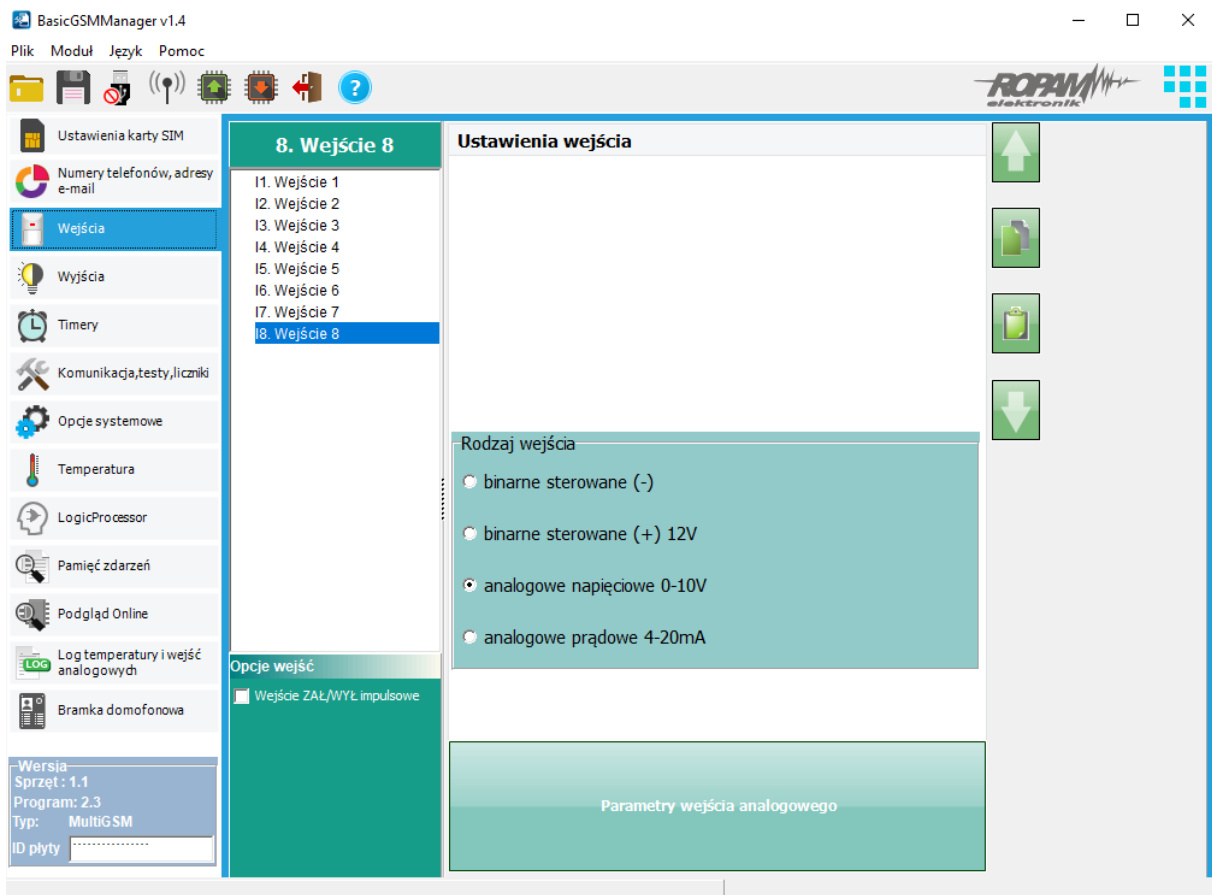 BasicGSMManager v1.4
Plik Moduł Język Pomoc
ROPAM
elektronik
Ustawienia karty SIM
Numery telefonów, adresy
e-mail
Wejścia
Wyjścia
Timery
Komunikacja,testy,liczniki
Opcje systemowe
Temperatura
LogicProcessor
Pamięć zdarzeń
Podgląd Online
LOG
Log temperatury i wejść
analogowych
Bramka domofonowa
Wersja
Sprzęt : 1.1
Program: 2.3
Typ: MultiGSM
ID płyty ----------------
8. Wejście 8
I1. Wejście 1
I2. Wejście 2
I3. Wejście 3
I4. Wejście 4
I5. Wejście 5
I6. Wejście 6
I7. Wejście 7
I8. Wejście 8
Opcje wejść
Wejście ZAŁ/WYŁ impulsowe
Ustawienia wejścia
Rodzaj wejścia
binarne sterowane (-)
binarne sterowane (+) 12V
analogowe napięciowe 0-10V
analogowe prądowe 4-20mA
Parametry wejścia analogowego